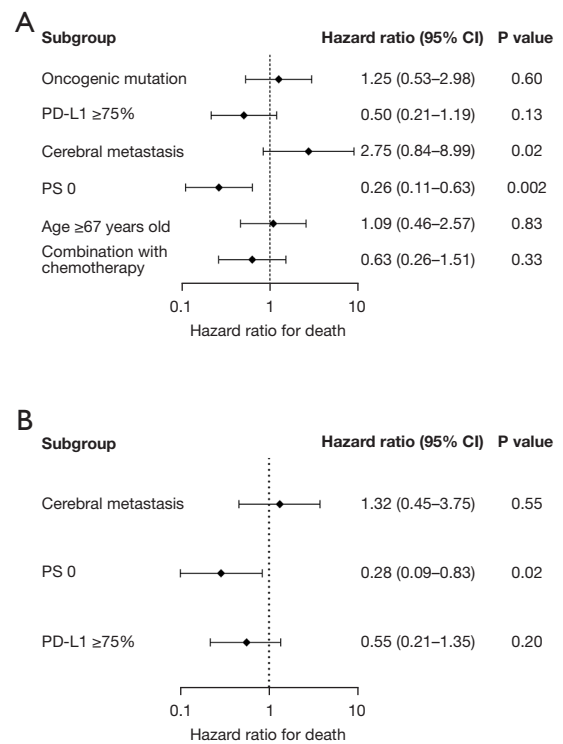 A
Subgroup Hazard ratio (95% CI) P value
Oncogenic mutation 1.25 (0.53–2.98) 0.60
PD-L1 ≥75% 0.50 (0.21–1.19) 0.13
Cerebral metastasis 2.75 (0.84–8.99) 0.02
PS 0 0.26 (0.11–0.63) 0.002
Age ≥67 years old 1.09 (0.46–2.57) 0.83
Combination with
chemotherapy 0.63 (0.26–1.51) 0.33
0.1 1 10
Hazard ratio for death
B
Subgroup Hazard ratio (95% CI) P value
Cerebral metastasis 1.32 (0.45–3.75) 0.55
PS 0 0.28 (0.09–0.83) 0.02
PD-L1 ≥75% 0.55 (0.21–1.35) 0.20
0.1 1 10
Hazard ratio for death